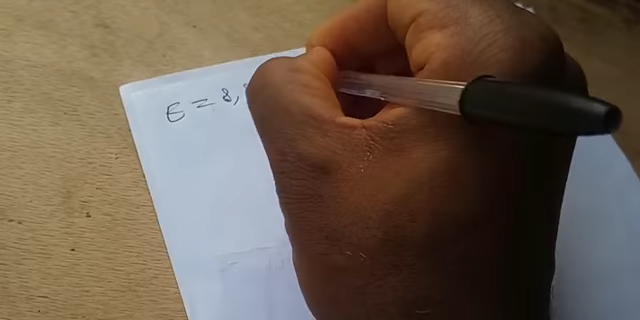 ε = 8,